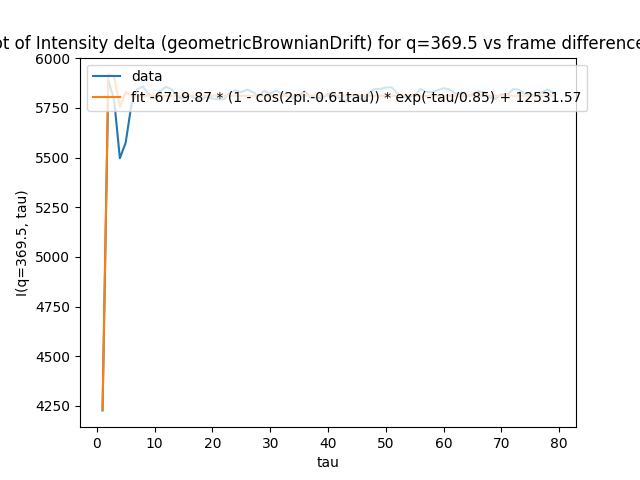 ot of Intensity delta (geometricBrownianDrift) for q=369.5 vs frame difference
6000
5750
5500
5250
5000
4750
4500
4250
I(q=369.5, tau)
data
fit -6719.87 * (1 - cos(2pi.-0.61tau)) * exp(-tau/0.85) + 12531.57
0 10 20 30 40 50 60 70 80
tau